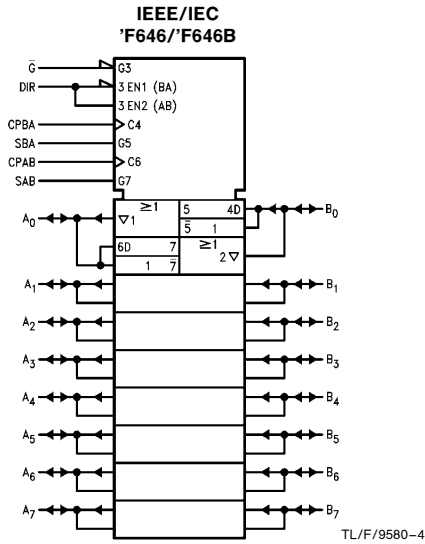 IEEE/IEC
'F646/'F646B
G̅ G3
DIR 3 EN1 (BA)
3 EN2 (AB)
CPBA C4
SBA G5
CPAB C6
SAB G7
A0 ≥1 5 4D B0
▽1 5̅ 1
6D 7 ≥1
1 7̅ 2▽
A1 B1
A2 B2
A3 B3
A4 B4
A5 B5
A6 B6
A7 B7
TL/F/9580–4